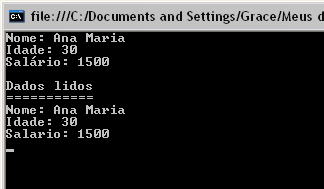 file:///C:/Documents and Settings/Grace/Meus d
Nome: Ana Maria
Idade: 30
Salário: 1500
Dados lidos
===========
Nome: Ana Maria
Idade: 30
Salario: 1500